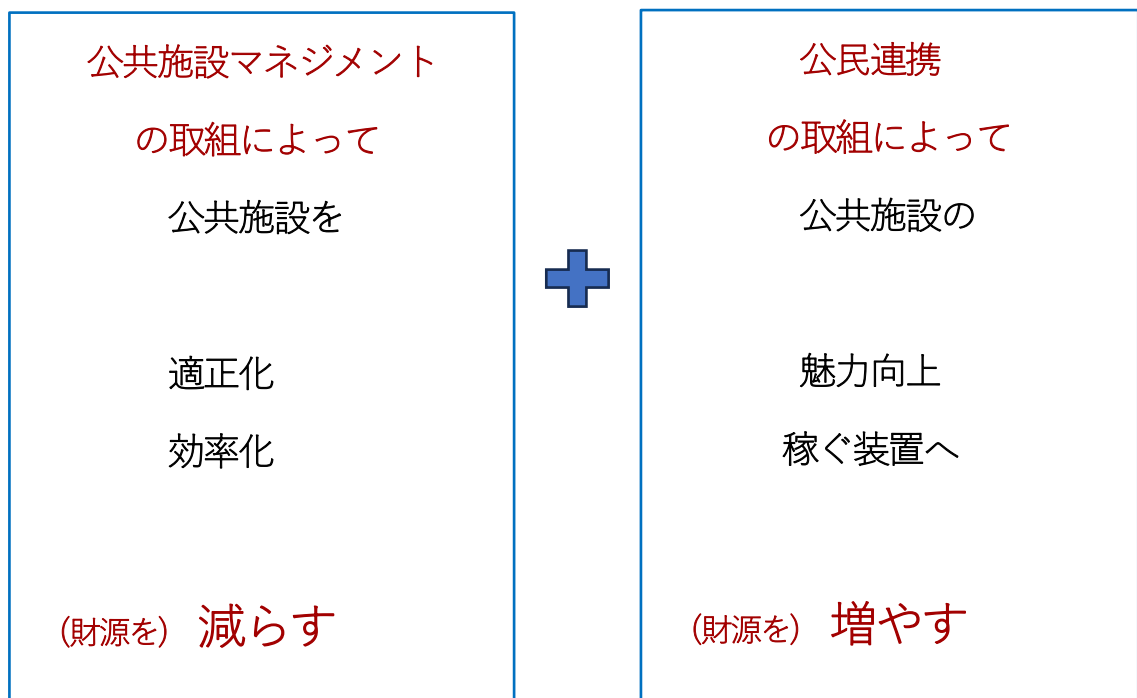 公共施設マネジメント
の取組によって
公共施設を
適正化
効率化
（財源を） 減らす
公民連携
の取組によって
公共施設の
魅力向上
稼ぐ装置へ
（財源を） 増やす